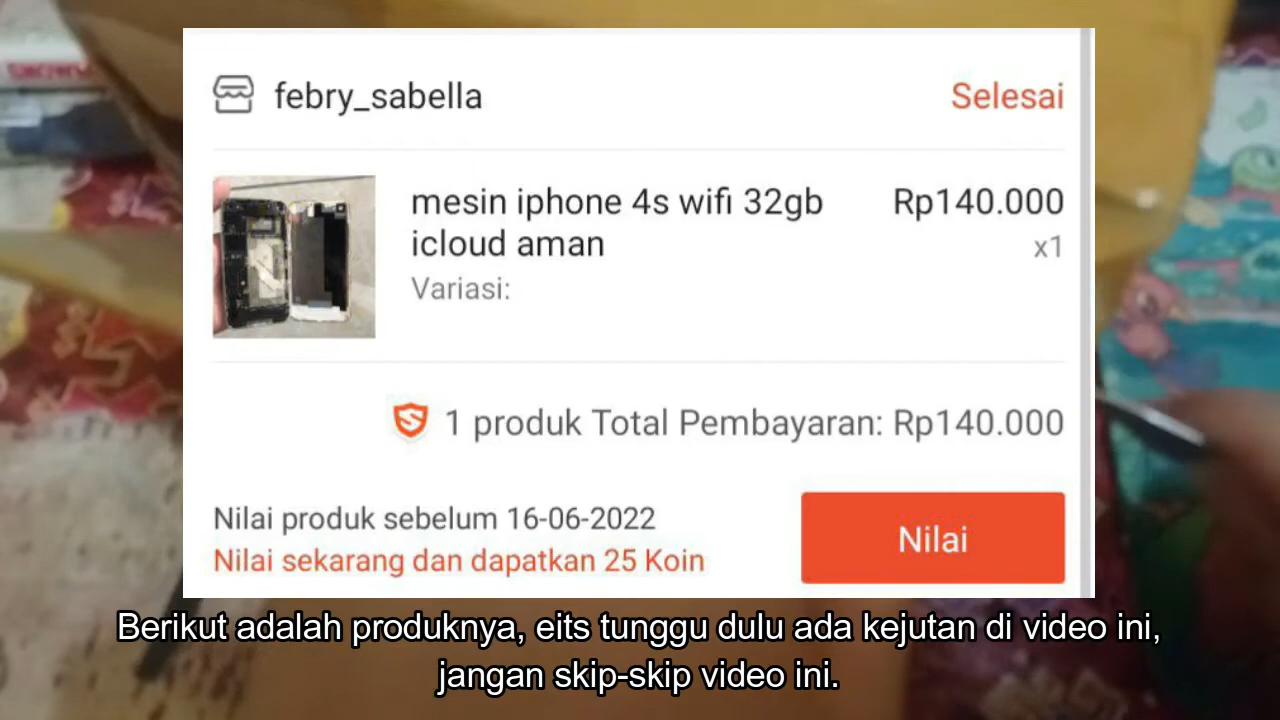 febry_sabella
Selesai
mesin iphone 4s wifi 32gb
icloud aman
Rp140.000
x1
Variasi:
1 produk Total Pembayaran: Rp140.000
Nilai produk sebelum 16-06-2022
Nilai sekarang dan dapatkan 25 Koin
Nilai
Berikut adalah produknya, eits tunggu dulu ada kejutan di video ini,
jangan skip-skip video ini.